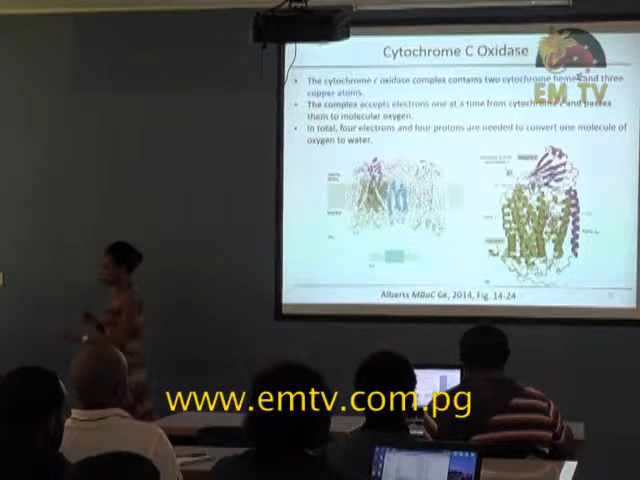 Cytochrome C Oxidase
EM TV
• The cytochrome c oxidase complex contains two cytochrome hemes and three
copper atoms.
• The complex accepts electrons one at a time from cytochrome c and passes
them to molecular oxygen.
• In total, four electrons and four protons are needed to convert one molecule of
oxygen to water.
Alberts MBoC 6e, 2014, Fig. 14-24
www.emtv.com.pg